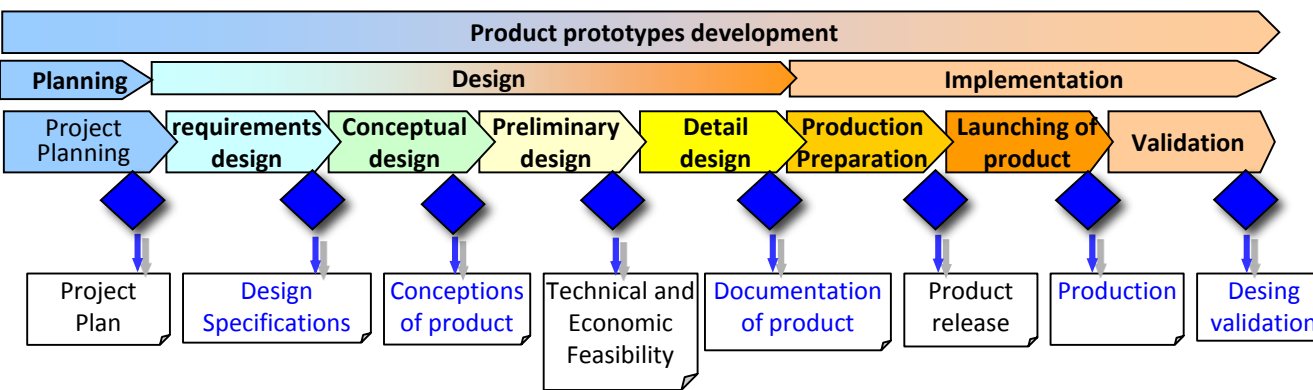 Product prototypes development
Planning
Design
Implementation
Project
Planning
requirements
design
Conceptual
design
Preliminary
design
Detail
design
Production
Preparation
Launching of
product
Validation
Project
Plan
Design
Specifications
Conceptions
of product
Technical and
Economic
Feasibility
Documentation
of product
Product
release
Production
Desing
validation